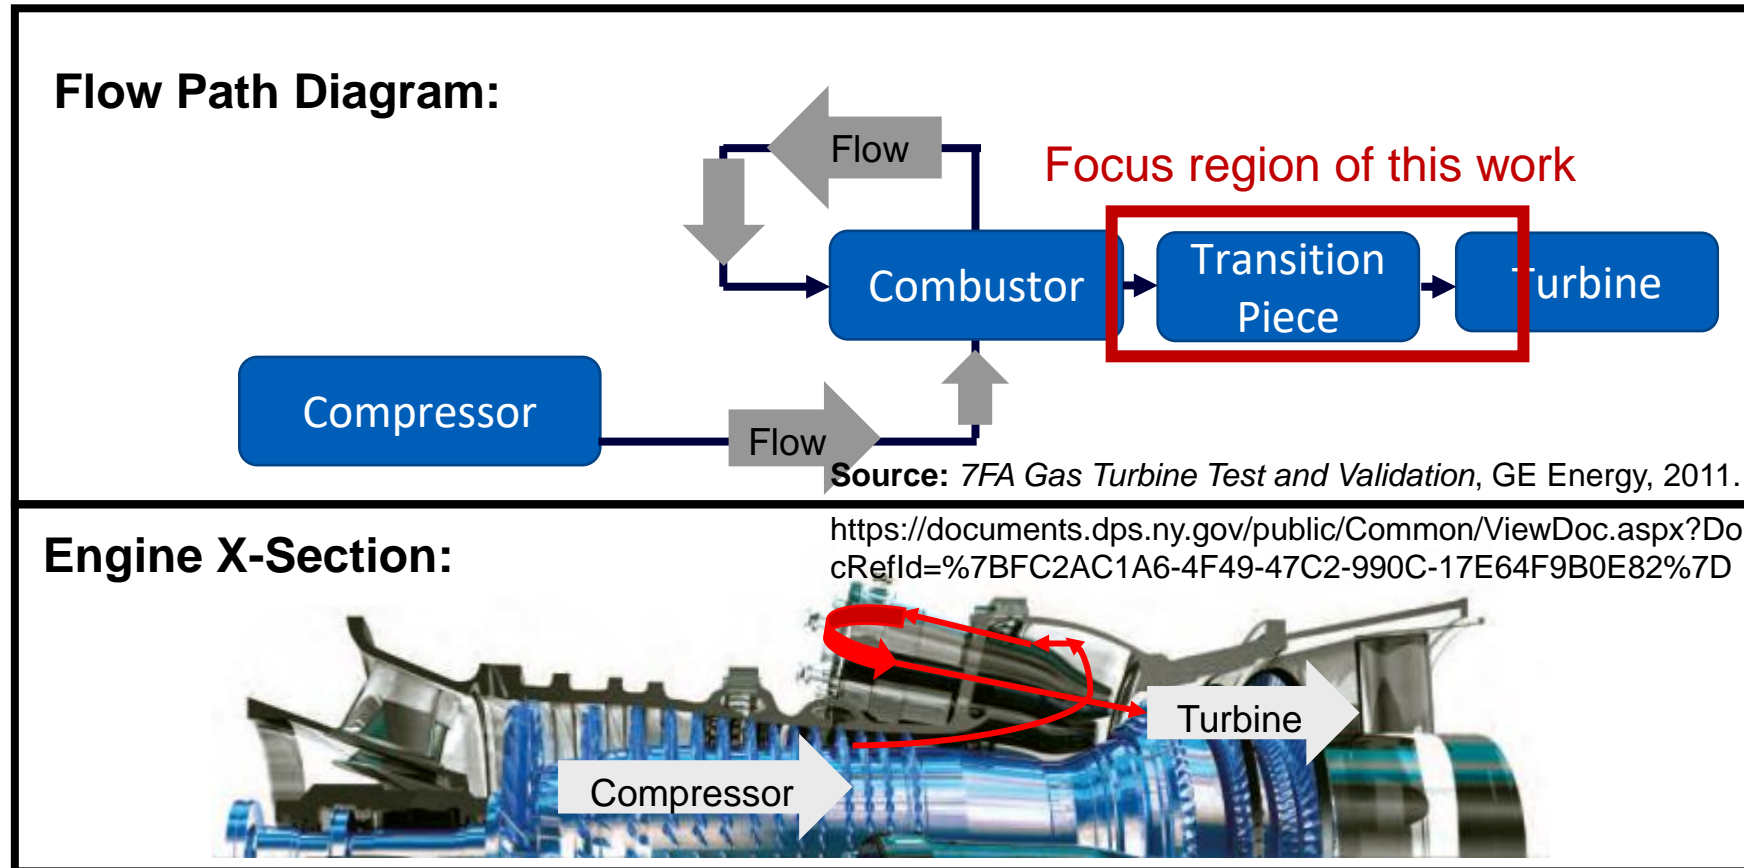 Flow Path Diagram:
Flow
Focus region of this work
Combustor
Transition
Piece
Turbine
Compressor
Flow
Source: 7FA Gas Turbine Test and Validation, GE Energy, 2011.
Engine X-Section:
https://documents.dps.ny.gov/public/Common/ViewDoc.aspx?Do
cRefId=%7BFC2AC1A6-4F49-47C2-990C-17E64F9B0E82%7D
Turbine
Compressor